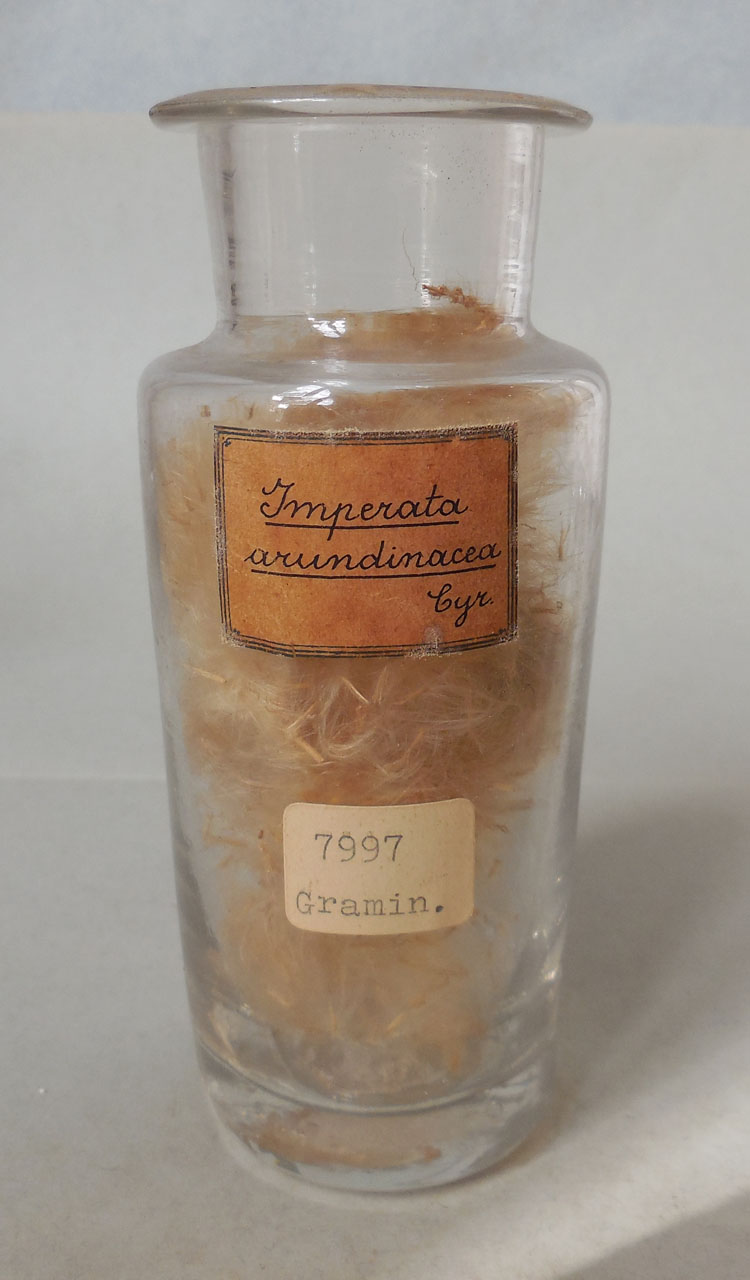 Imperata
arundinacea
Cyr.
7997
Gramin.